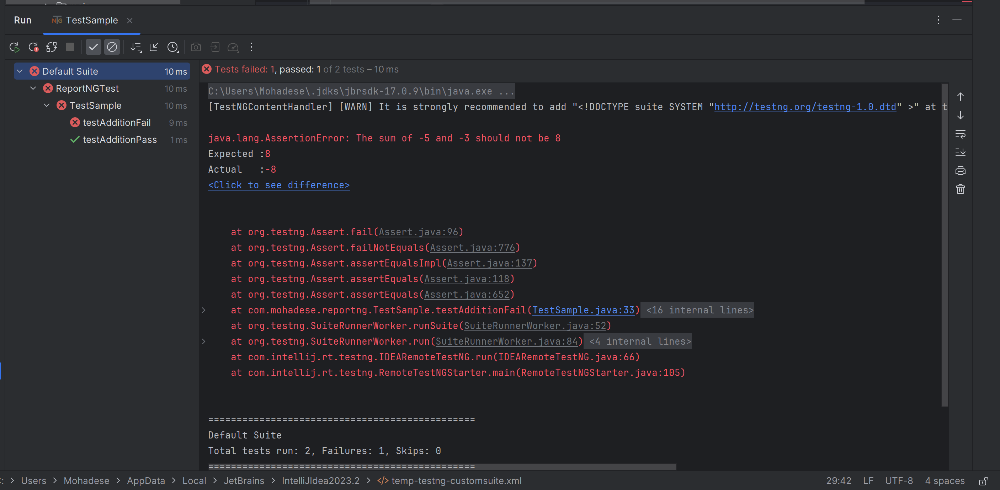 Run TestSample
Default Suite 10 ms
ReportNGTest 10 ms
TestSample 10 ms
testAdditionFail 9 ms
testAdditionPass 1 ms
Tests failed: 1, passed: 1 of 2 tests – 10 ms
C:\Users\Mohadese\.jdks\jbrsdk-17.0.9\bin\java.exe ...
[TestNGContentHandler] [WARN] It is strongly recommended to add "<!DOCTYPE suite SYSTEM "http://testng.org/testng-1.0.dtd" >" at t
java.lang.AssertionError: The sum of -5 and -3 should not be 8
Expected :8
Actual   :-8
<Click to see difference>
at org.testng.Assert.fail(Assert.java:96)
at org.testng.Assert.failNotEquals(Assert.java:776)
at org.testng.Assert.assertEqualsImpl(Assert.java:137)
at org.testng.Assert.assertEquals(Assert.java:118)
at org.testng.Assert.assertEquals(Assert.java:652)
at com.mohadese.reportng.TestSample.testAdditionFail(TestSample.java:33) <16 internal lines>
at org.testng.SuiteRunnerWorker.runSuite(SuiteRunnerWorker.java:52)
at org.testng.SuiteRunnerWorker.run(SuiteRunnerWorker.java:84) <4 internal lines>
at com.intellij.rt.testng.IDEARemoteTestNG.run(IDEARemoteTestNG.java:66)
at com.intellij.rt.testng.RemoteTestNGStarter.main(RemoteTestNGStarter.java:105)
===============================================
Default Suite
Total tests run: 2, Failures: 1, Skips: 0
===============================================
Users > Mohadese > AppData > Local > JetBrains > IntelliJIdea2023.2 > </> temp-testng-customsuite.xml 29:42 LF UTF-8 4 spaces